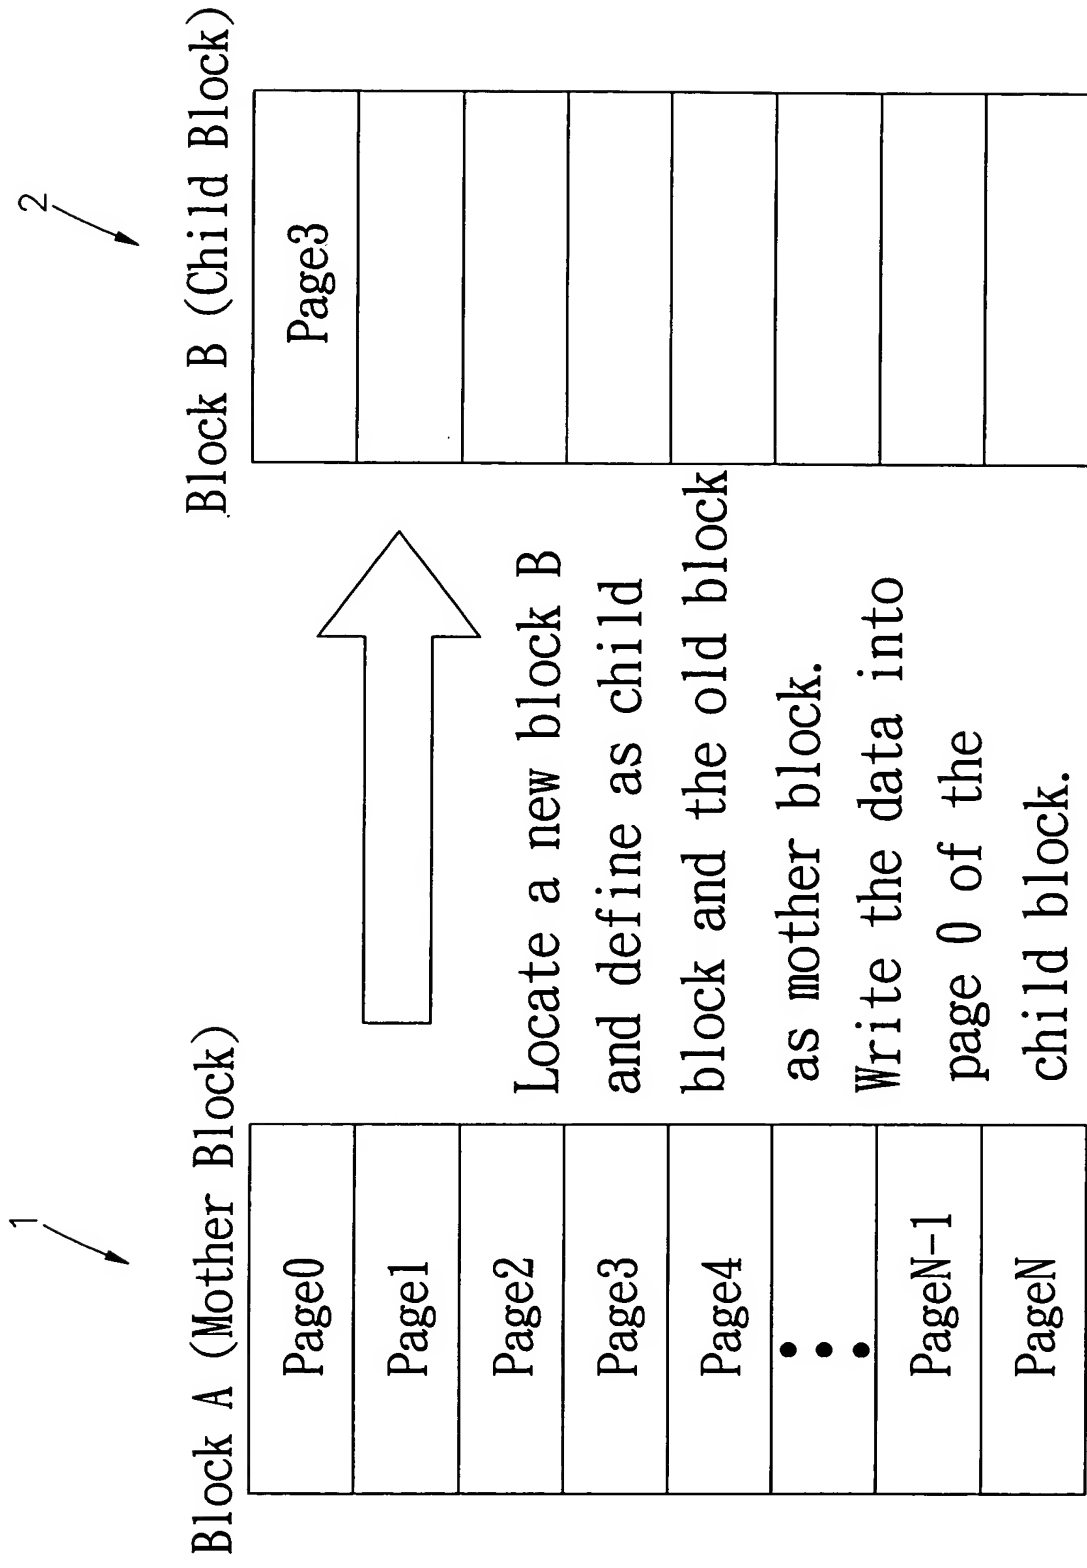 1
Block A (Mother Block)
Page0
Page1
Page2
Page3
Page4
PageN-1
PageN
Locate a new block B
and define as child
block and the old block
as mother block.
Write the data into
page 0 of the
child block.
2
Block B (Child Block)
Page3